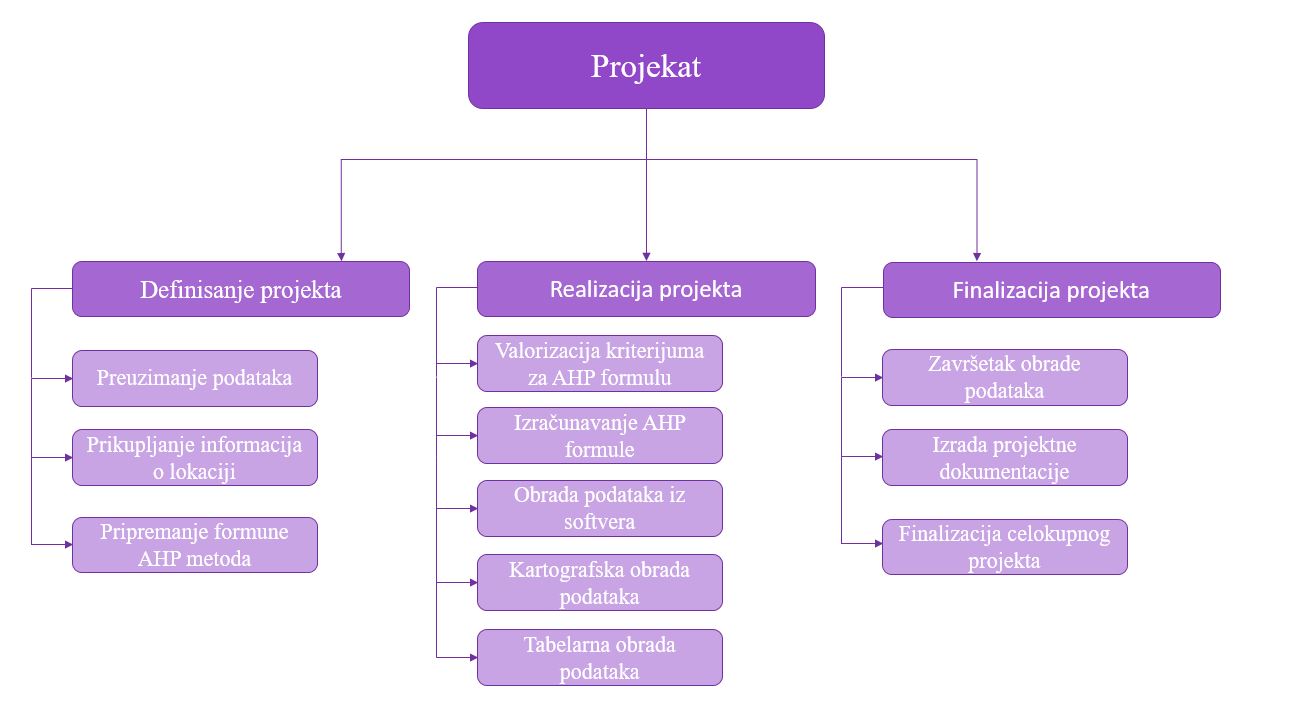 Projekat
Definisanje projekta
Preuzimanje podataka
Prikupljanje informacija
o lokaciji
Pripremanje formune
AHP metoda
Realizacija projekta
Valorizacija kriterijuma
za AHP formulu
Izračunavanje AHP
formule
Obrada podataka iz
softvera
Kartografska obrada
podataka
Tabelarna obrada
podataka
Finalizacija projekta
Završetak obrade
podataka
Izrada projektne
dokumentacije
Finalizacija celokupnog
projekta